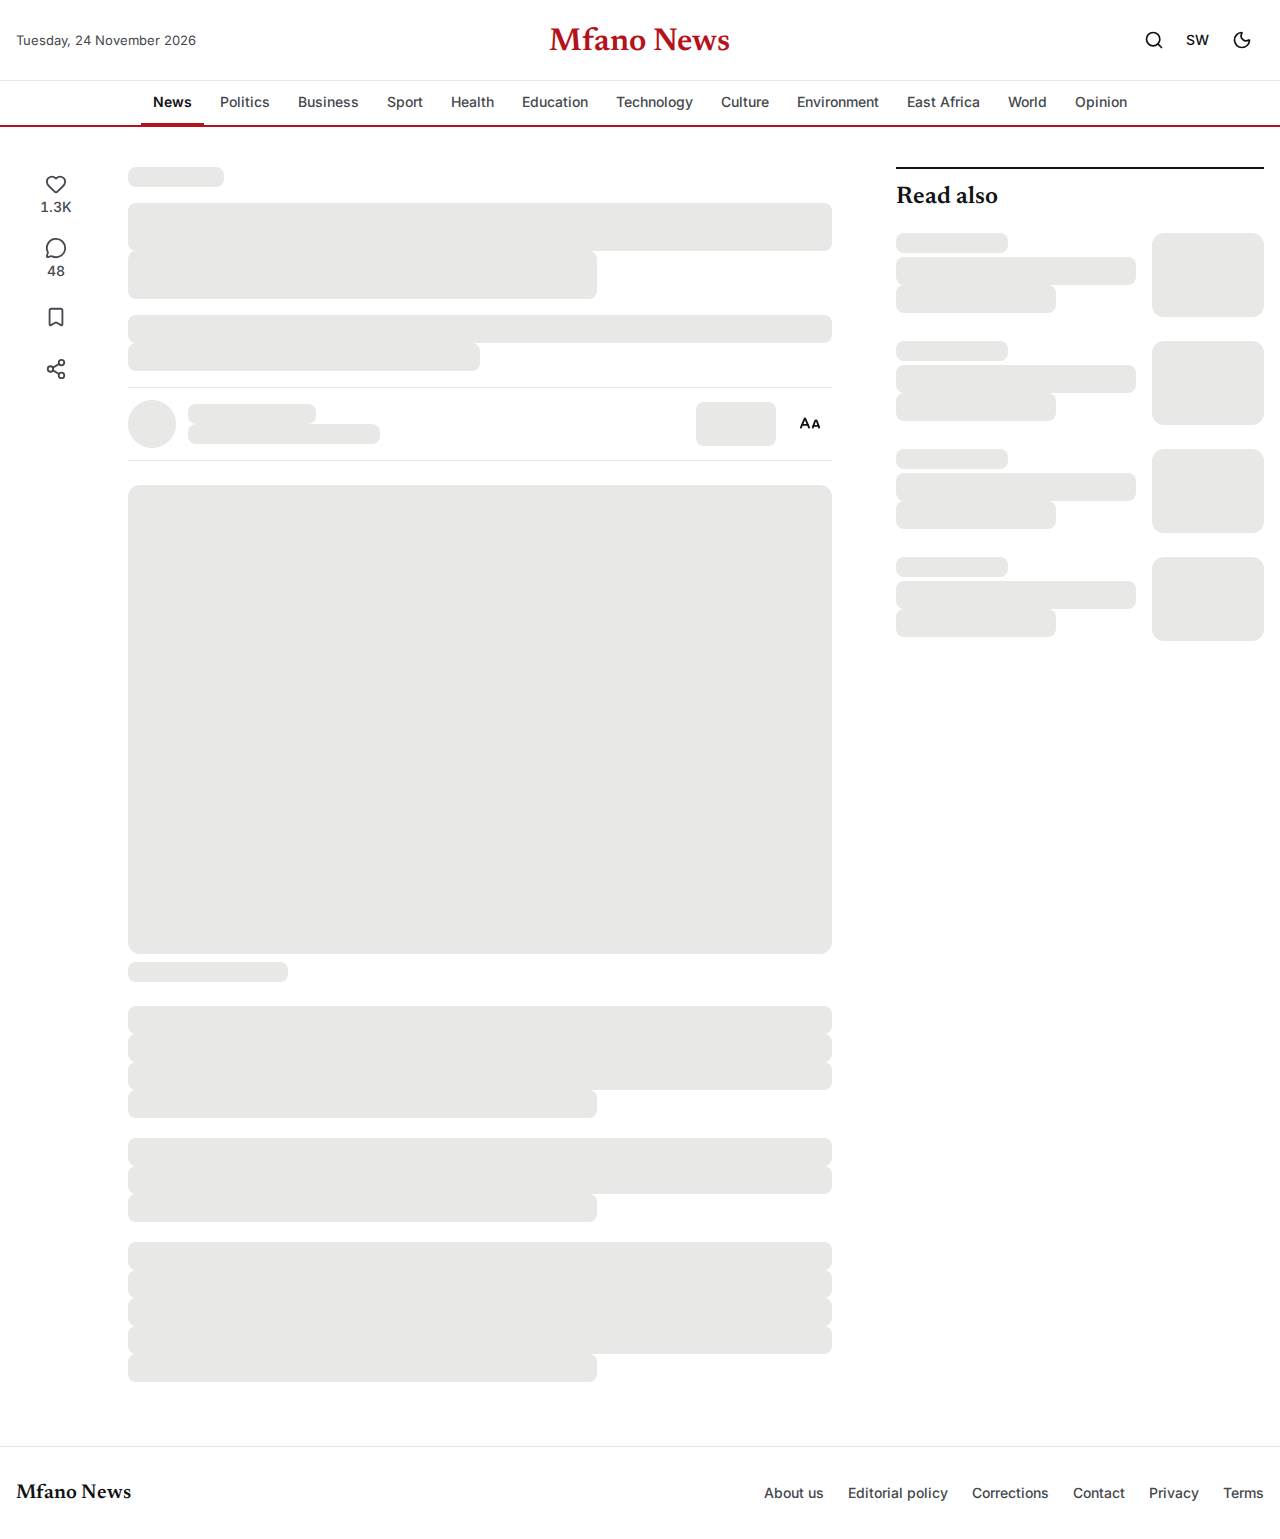 Tuesday, 24 November 2026
Mfano News
SW
News Politics Business Sport Health Education Technology Culture Environment East Africa World Opinion
1.3K
48
AA
Read also
Mfano News
About us Editorial policy Corrections Contact Privacy Terms